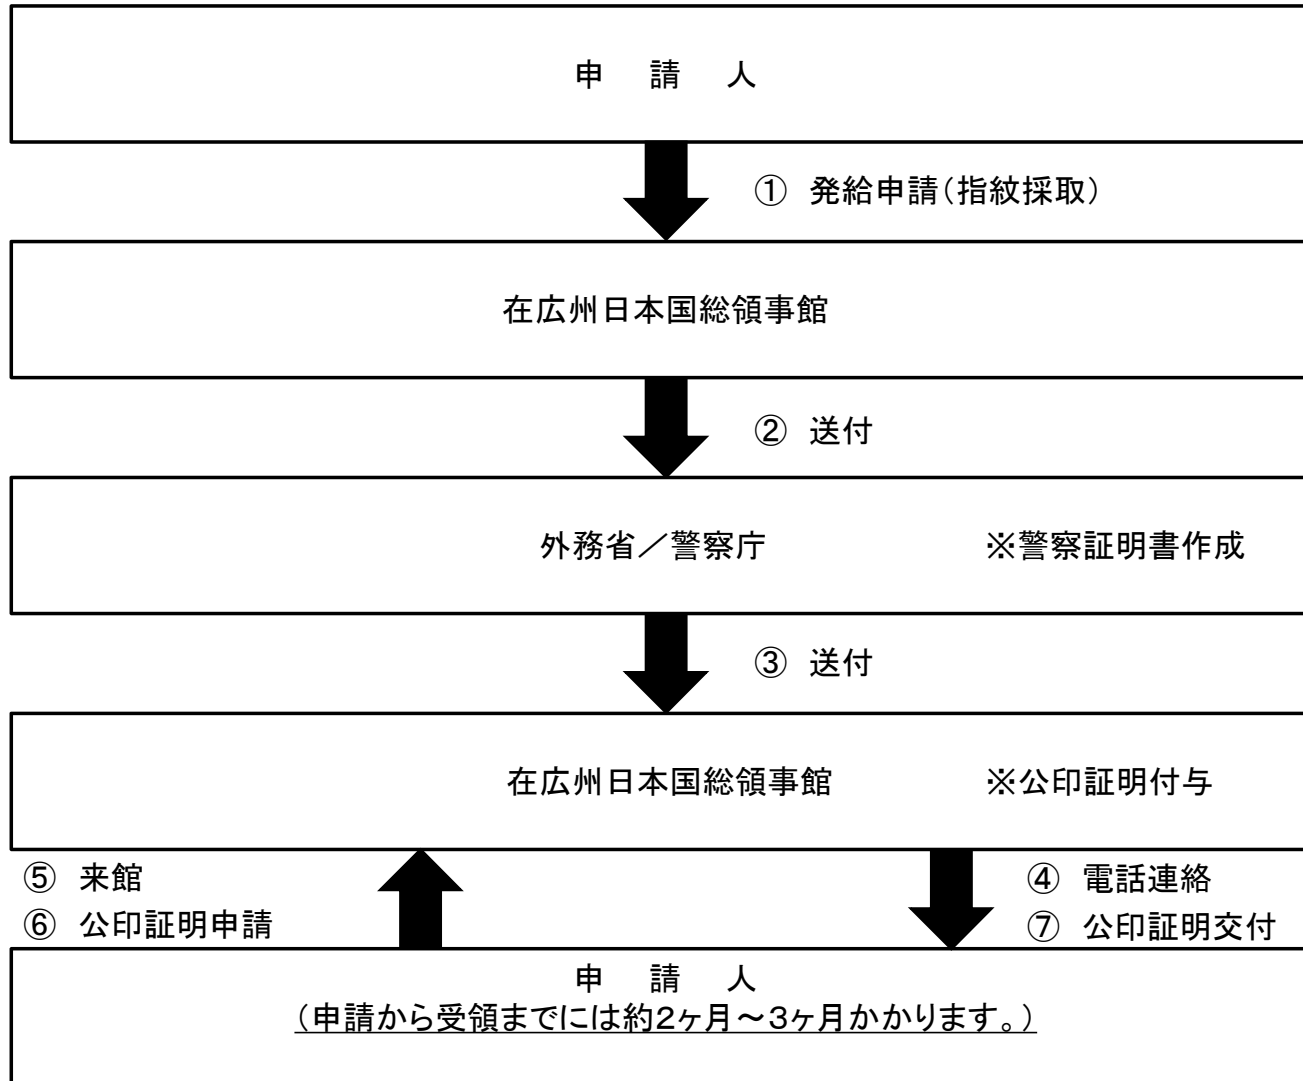 申　請　人
①　発給申請（指紋採取）
在広州日本国総領事館
②　送付
外務省／警察庁　※警察証明書作成
③　送付
在広州日本国総領事館　※公印証明付与
⑤　来館
⑥　公印証明申請
④　電話連絡
⑦　公印証明交付
申　請　人
（申請から受領までには約２ヶ月～３ヶ月かかります。）